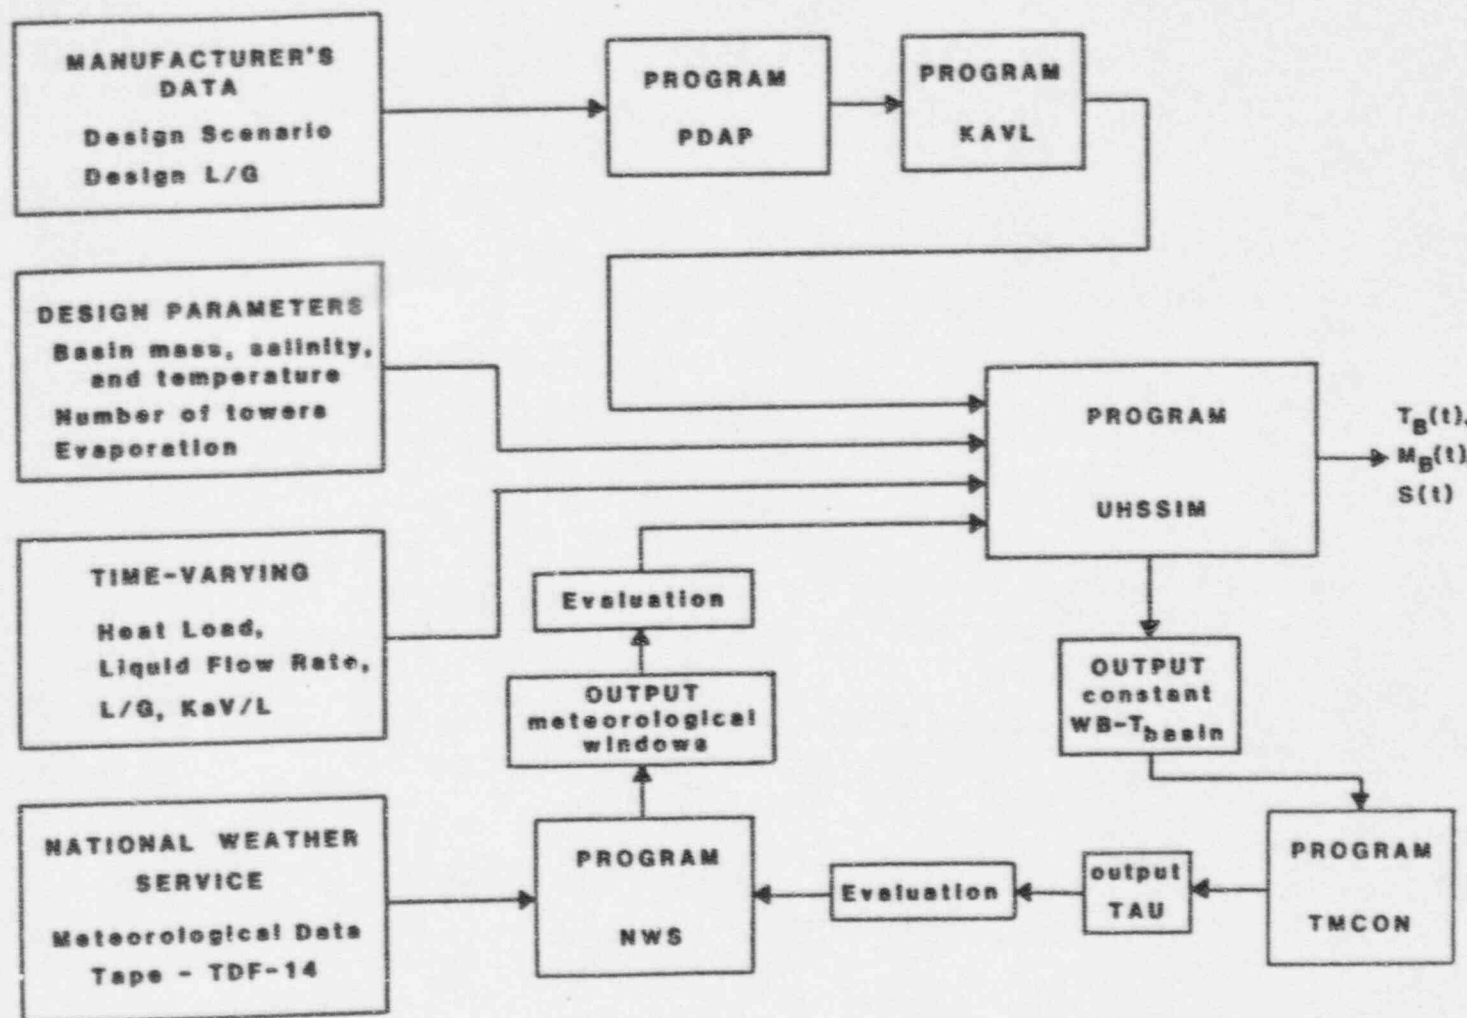 MANUFACTURER'S
DATA
Design Scenario
Design L/G
PROGRAM
PDAP
PROGRAM
KAVL
DESIGN PARAMETERS
Basin mass, salinity,
and temperature
Number of towers
Evaporation
PROGRAM
UHSSIM
T_B(t),
M_B(t)
S(t)
TIME-VARYING
Heat Load,
Liquid Flow Rate,
L/G, KaV/L
Evaluation
OUTPUT
meteorological
windows
OUTPUT
constant
WB-T_basin
NATIONAL WEATHER
SERVICE
Meteorological Data
Tape - TDF-14
PROGRAM
NWS
Evaluation
output
TAU
PROGRAM
TMCON